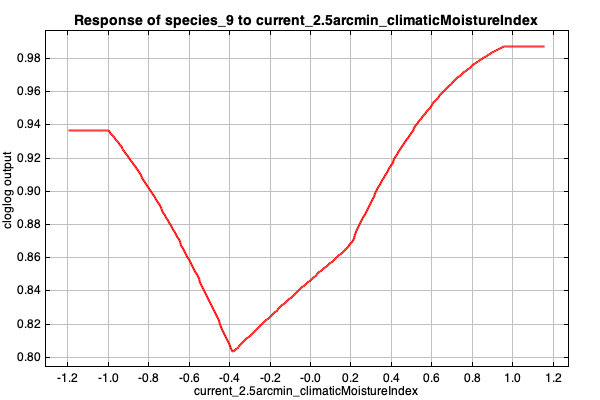 Response of species_9 to current_2.5arcmin_climaticMoistureIndex
cloglog output
0.98
0.96
0.94
0.92
0.90
0.88
0.86
0.84
0.82
0.80
-1.2 -1.0 -0.8 -0.6 -0.4 -0.2 -0.0 0.2 0.4 0.6 0.8 1.0 1.2
current_2.5arcmin_climaticMoistureIndex